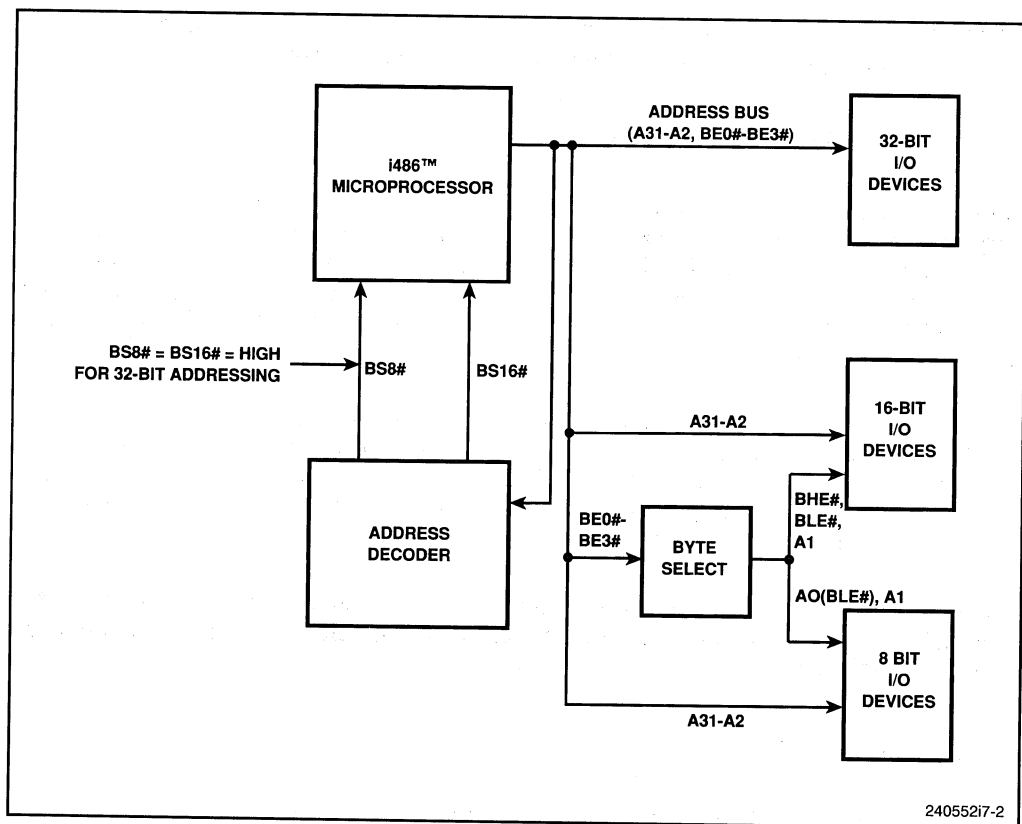 i486™
MICROPROCESSOR
ADDRESS BUS
(A31-A2, BE0#-BE3#)
32-BIT
I/O
DEVICES
BS8# = BS16# = HIGH
FOR 32-BIT ADDRESSING
BS8#
BS16#
A31-A2
16-BIT
I/O
DEVICES
ADDRESS
DECODER
BE0#-
BE3#
BYTE
SELECT
BHE#,
BLE#,
A1
AO(BLE#), A1
8 BIT
I/O
DEVICES
A31-A2
240552i7-2